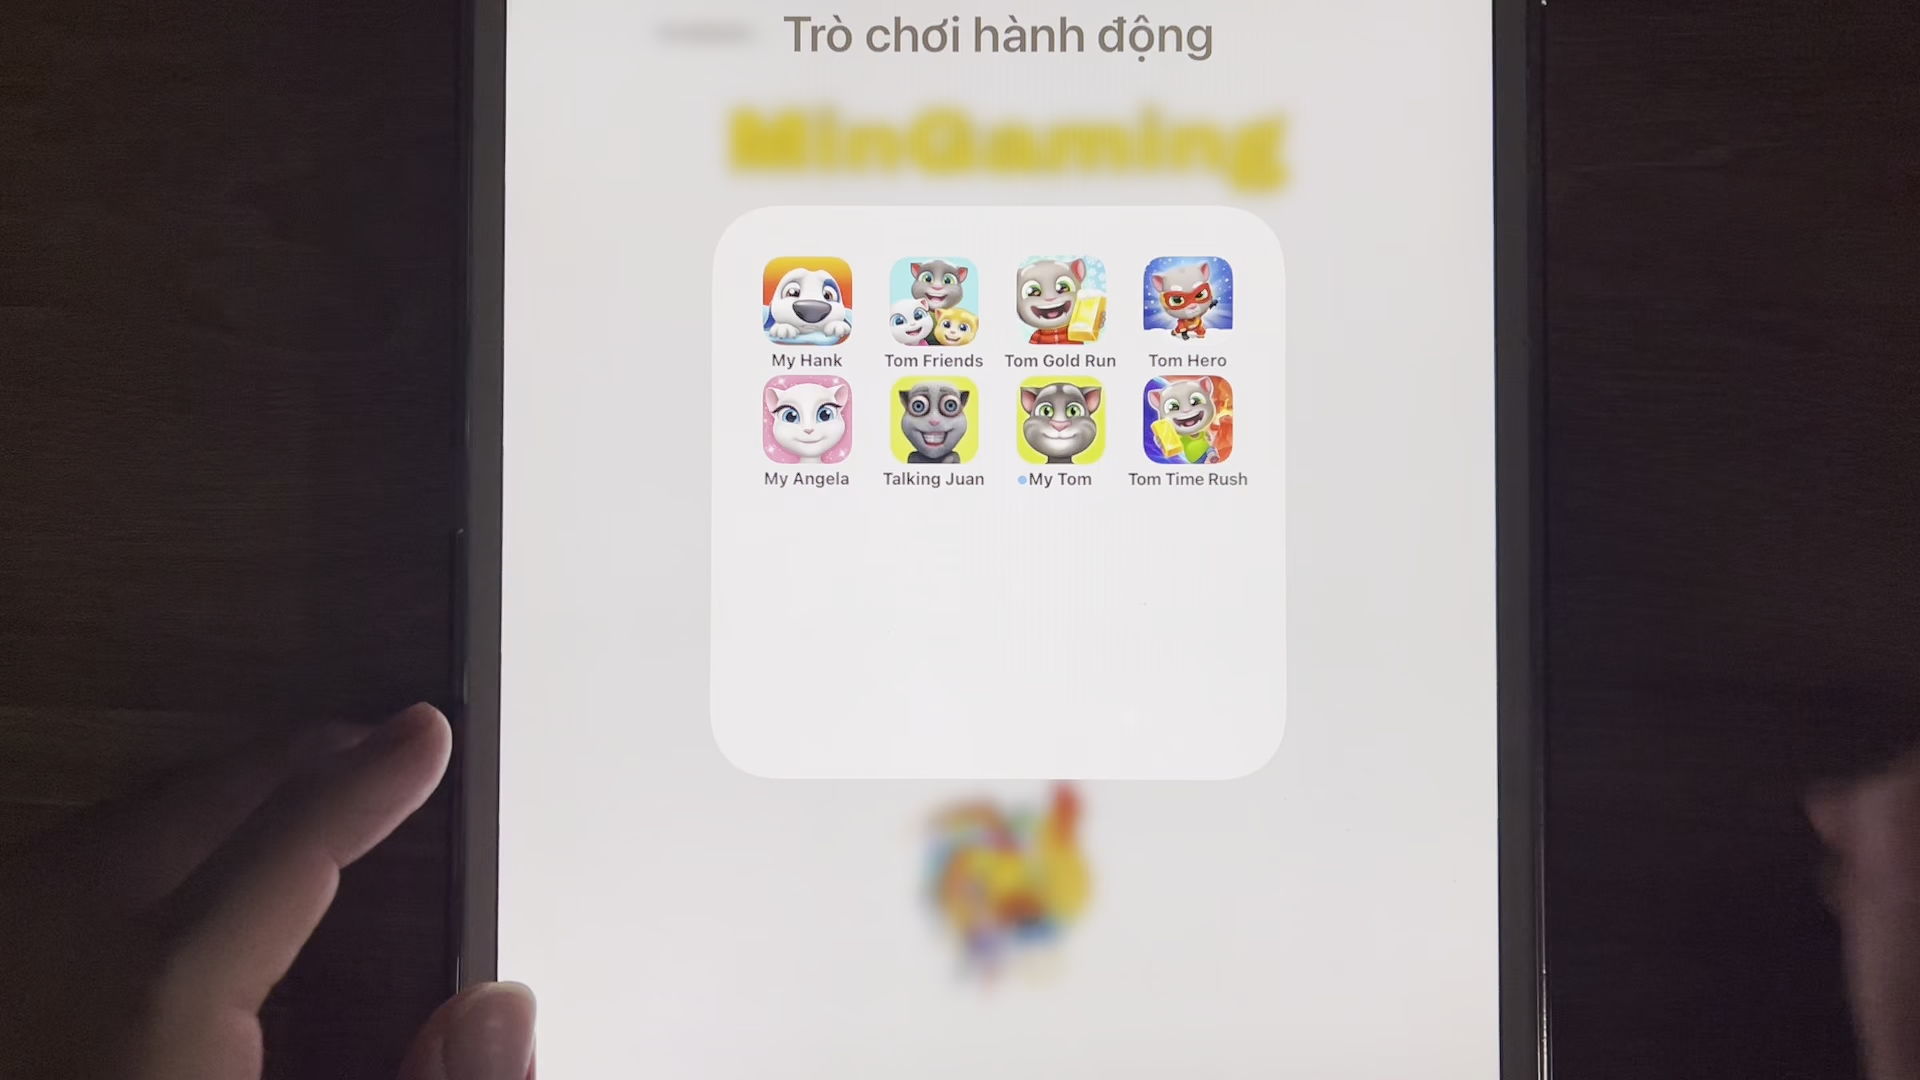 Trò chơi hành động
MinGaming
My Hank
Tom Friends
Tom Gold Run
Tom Hero
My Angela
Talking Juan
My Tom
Tom Time Rush